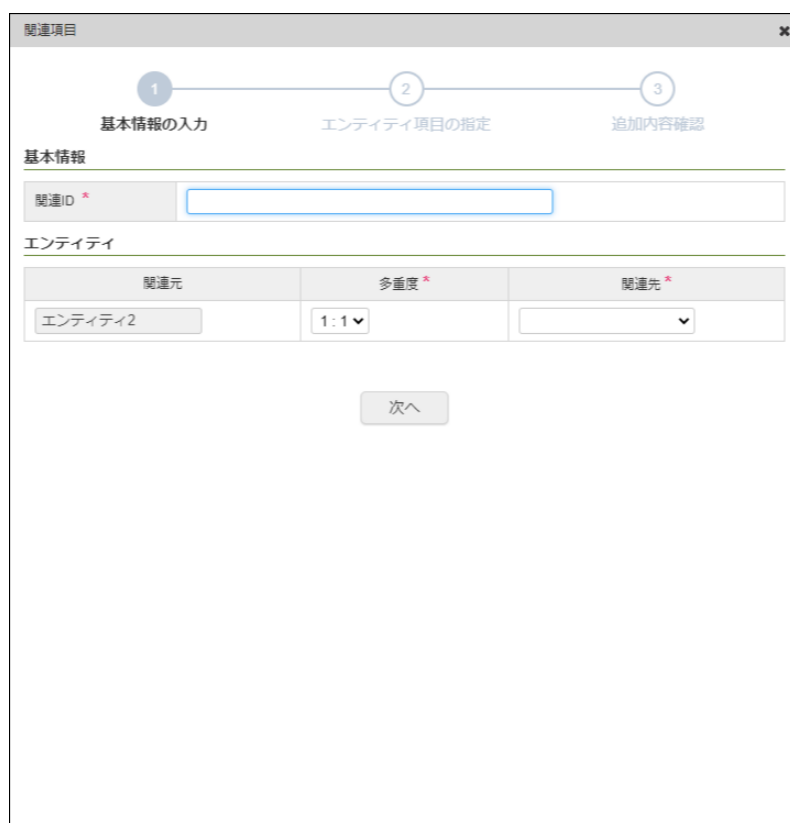 関連項目 ✖
1 2 3
基本情報の入力 エンティティ項目の指定 追加内容確認
基本情報
関連ID *
エンティティ
関連元 多重度 * 関連先 *
エンティティ2 1 : 1
次へ